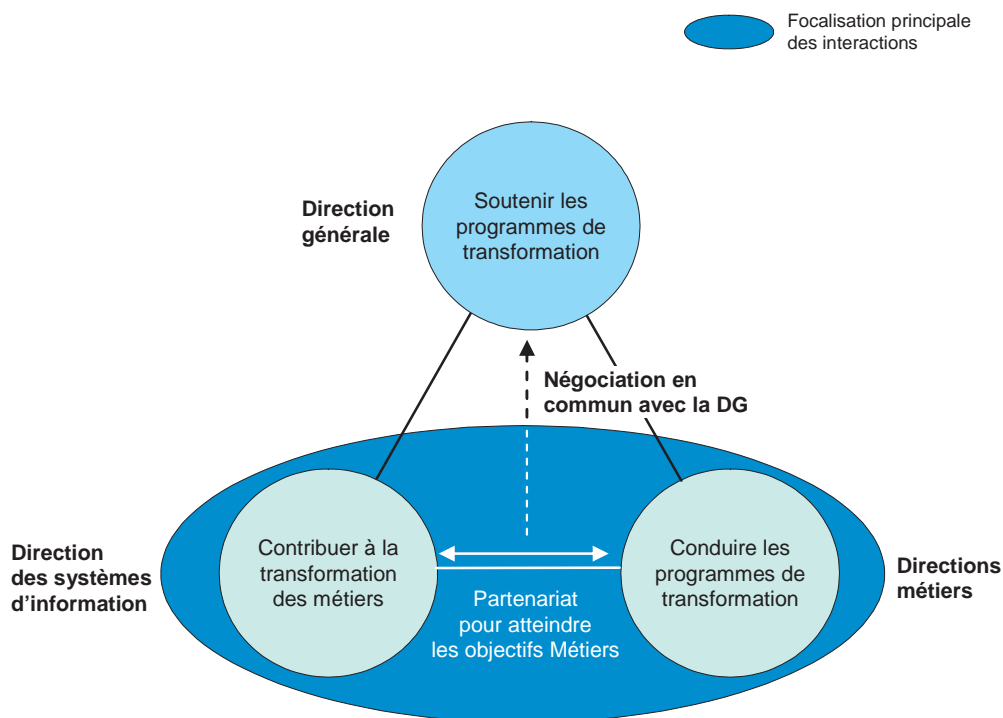 Focalisation principale
des interactions
Direction
générale
Soutenir les
programmes de
transformation
Négociation en
commun avec la DG
Direction
des systèmes
d’information
Contribuer à la
transformation
des métiers
Partenariat
pour atteindre
les objectifs Métiers
Conduire les
programmes de
transformation
Directions
métiers